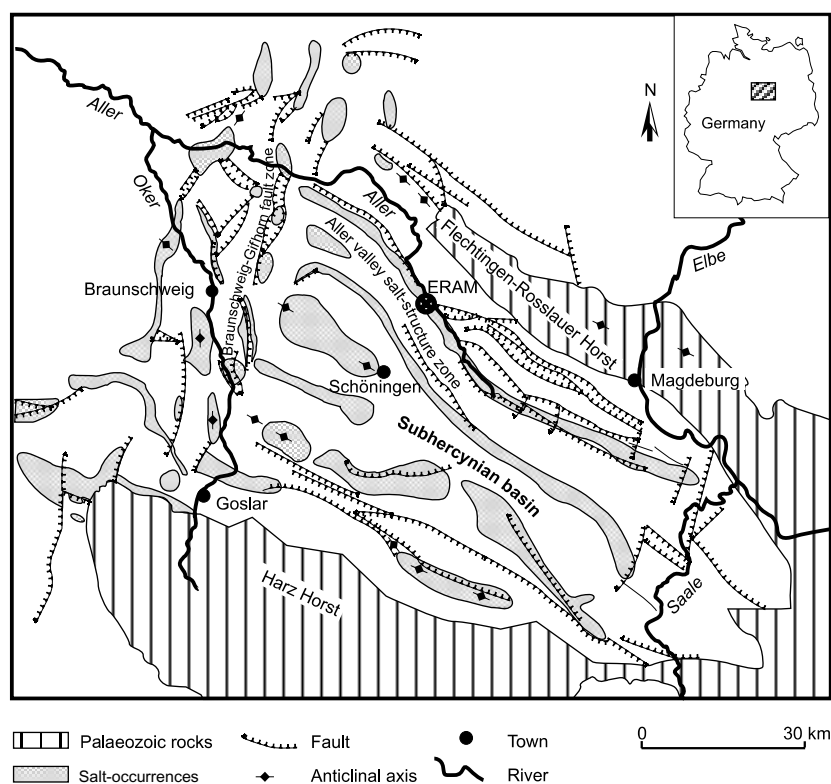 Aller
N
Germany
Oker
Aller
Braunschweig-Gifhorn fault zone
Flechtingen-Rosslauer Horst
Elbe
Aller valley salt-structure zone
Braunschweig
ERAM
Schöningen
Magdeburg
Subhercynian basin
Goslar
Harz Horst
Saale
Palaeozoic rocks
Fault
Town
0
30 km
Salt-occurrences
Anticlinal axis
River